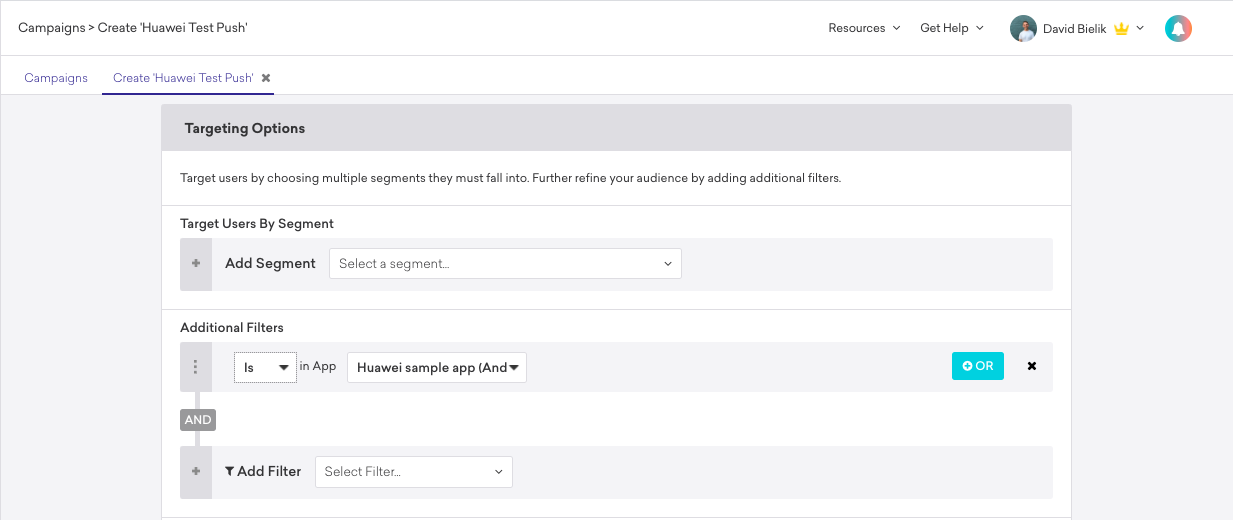 Campaigns > Create 'Huawei Test Push'
Resources
Get Help
David Bielik
Campaigns
Create 'Huawei Test Push'
Targeting Options
Target users by choosing multiple segments they must fall into. Further refine your audience by adding additional filters.
Target Users By Segment
Add Segment
Select a segment...
Additional Filters
Is
in App
Huawei sample app (And
OR
AND
Add Filter
Select Filter...